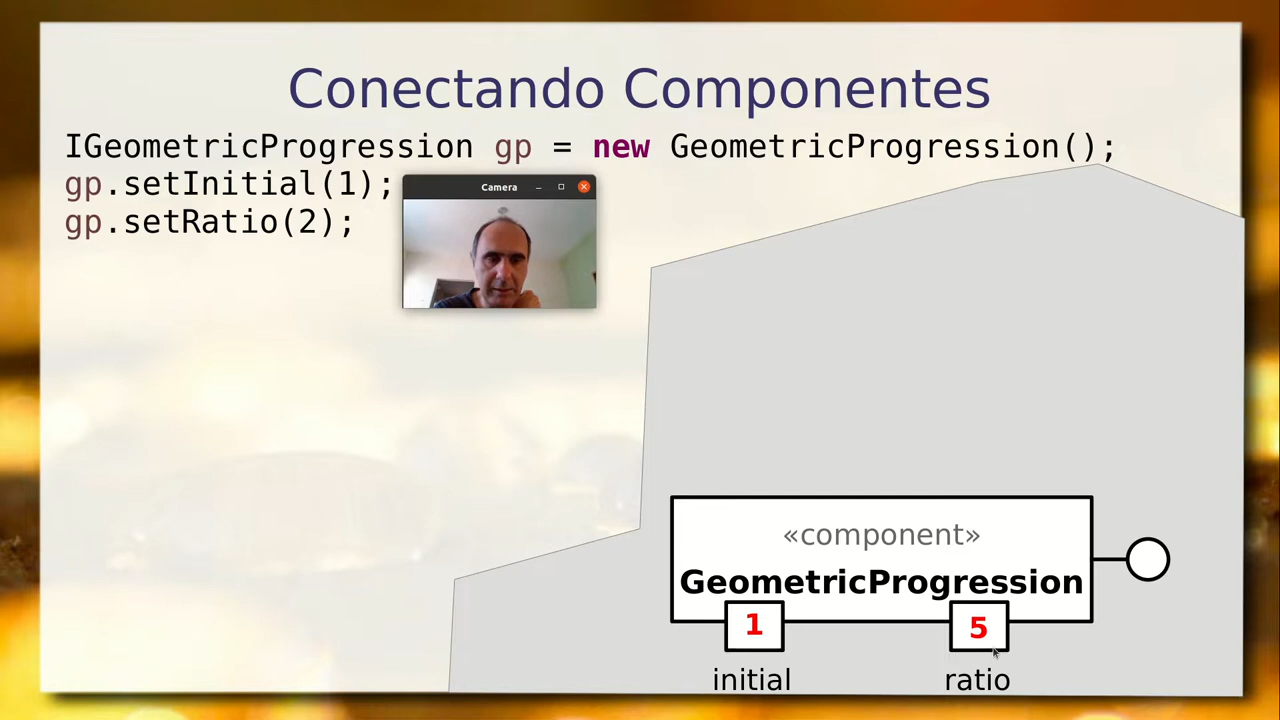 Conectando Componentes
IGeometricProgression gp = new GeometricProgression();
gp.setInitial(1);
gp.setRatio(2);
Camera
«component»
GeometricProgression
1 5
initial ratio